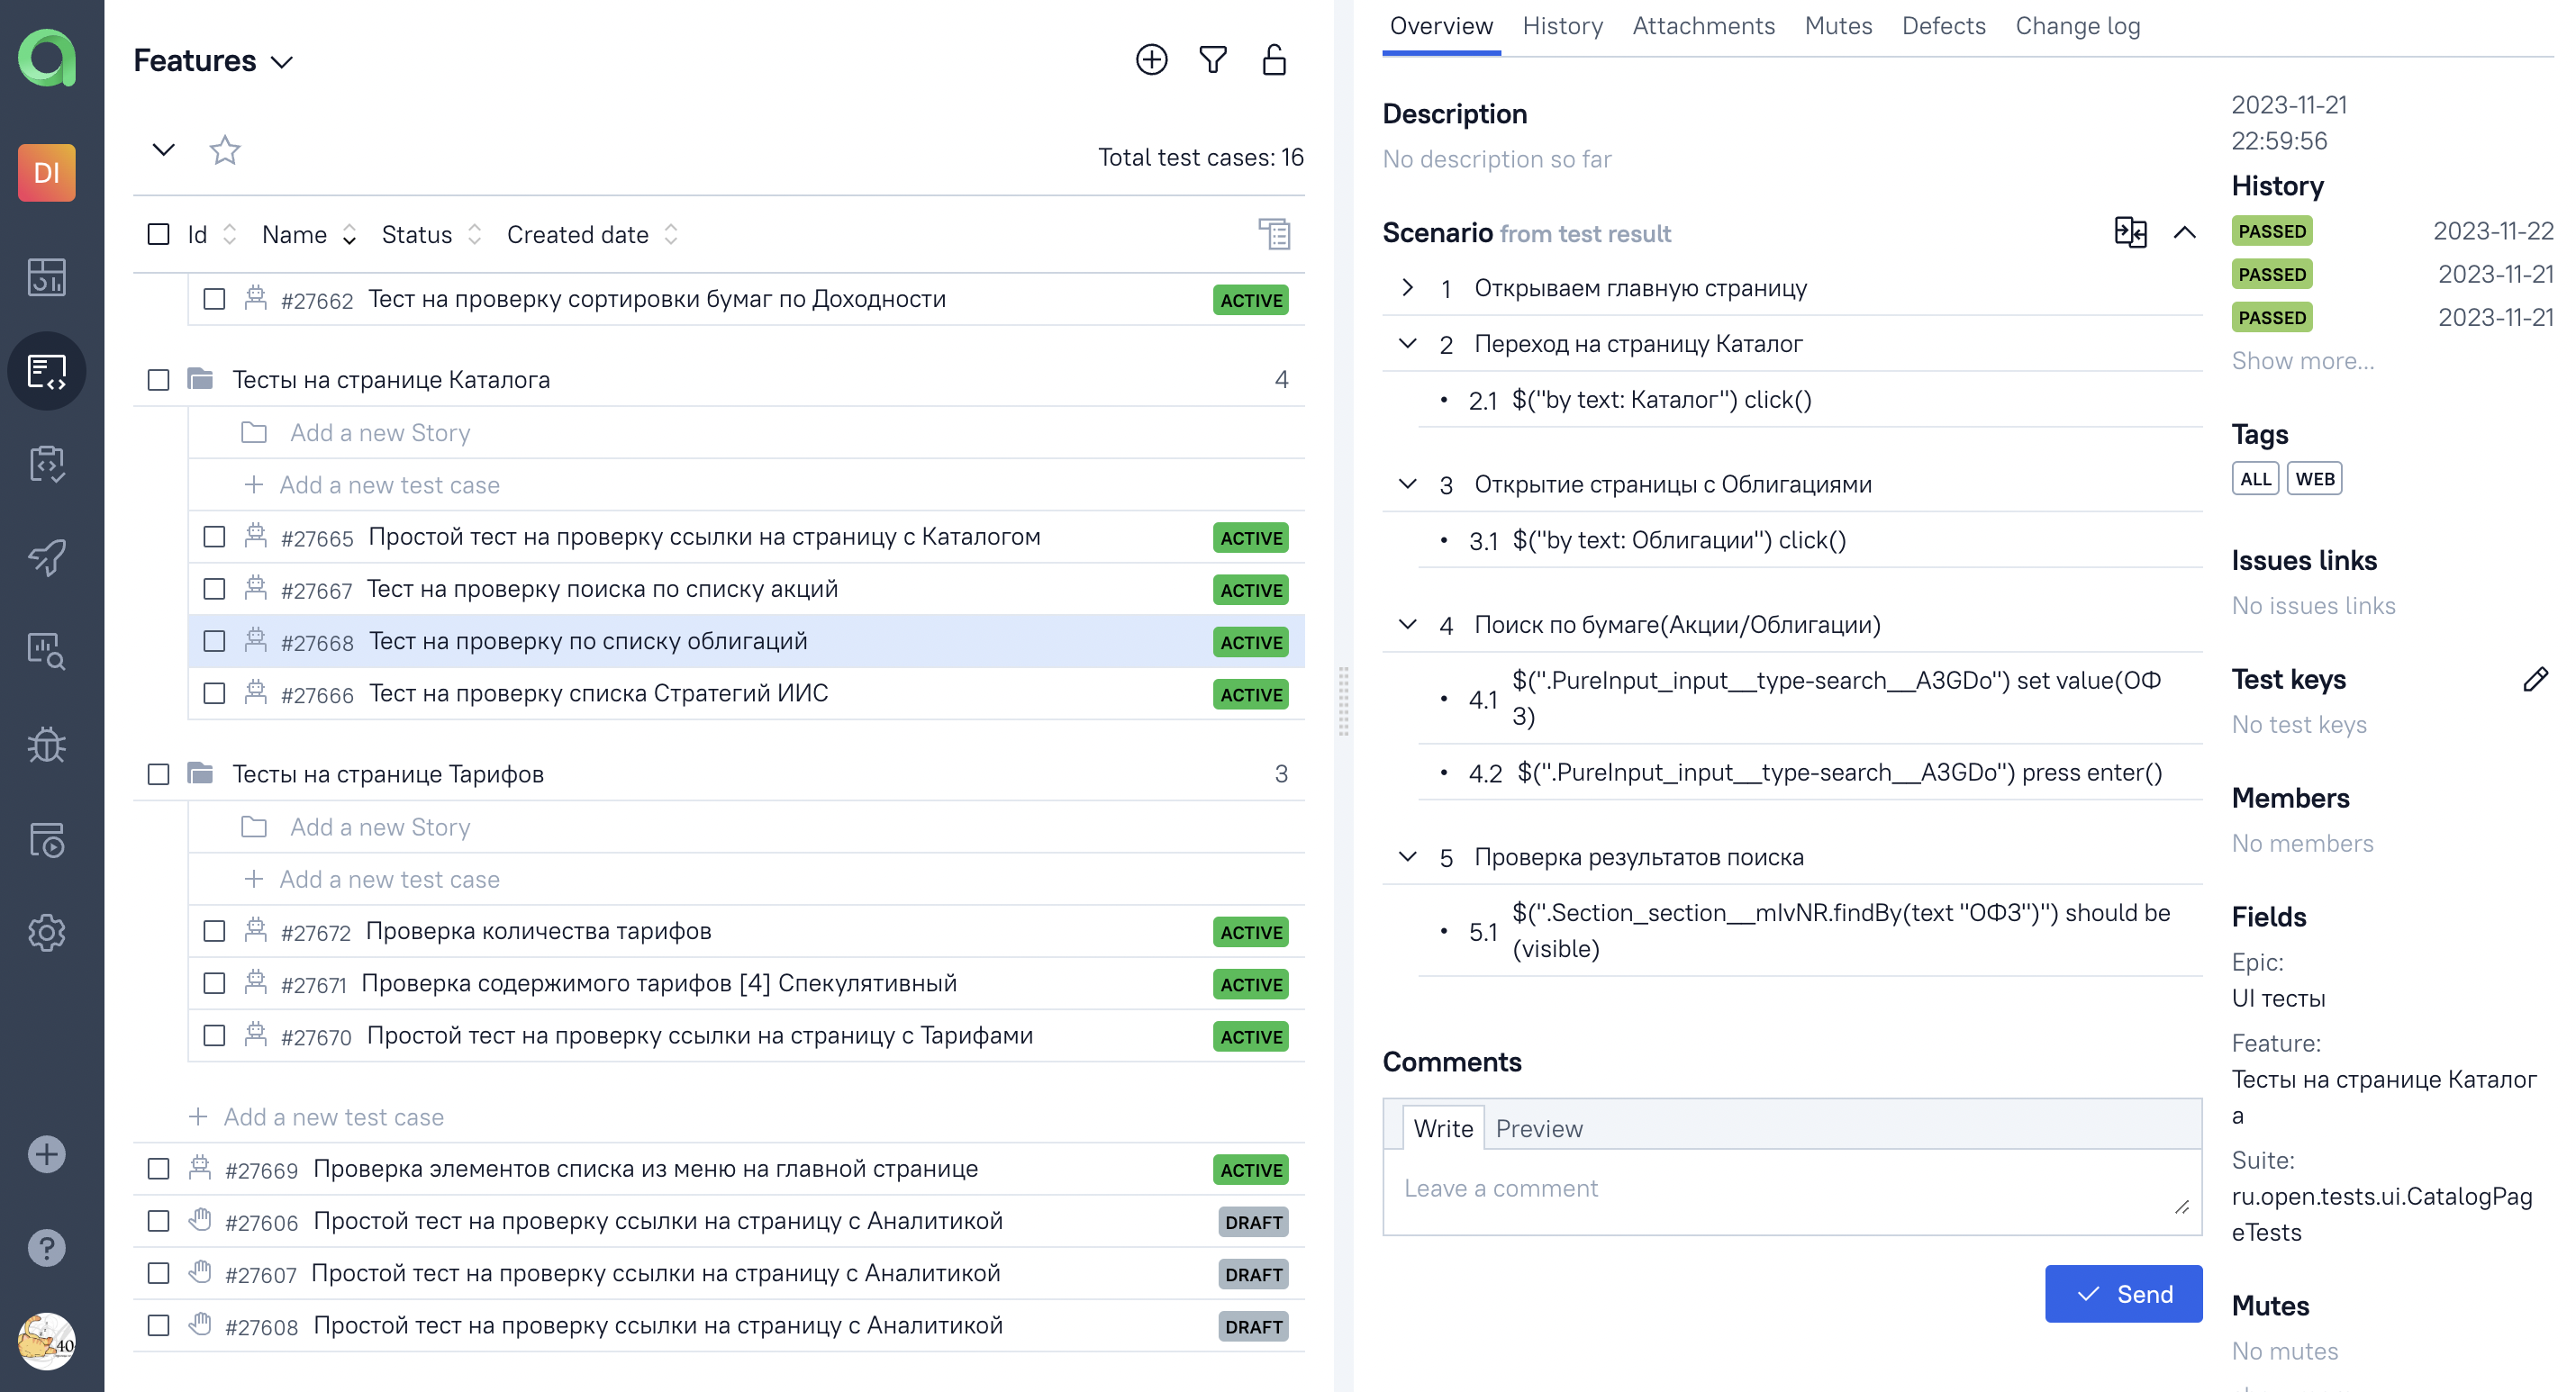 DI
Features
Total test cases: 16
Id Name Status Created date
#27662 Тест на проверку сортировки бумаг по Доходности ACTIVE
Тесты на странице Каталога 4
Add a new Story
Add a new test case
#27665 Простой тест на проверку ссылки на страницу с Каталогом ACTIVE
#27667 Тест на проверку поиска по списку акций ACTIVE
#27668 Тест на проверку по списку облигаций ACTIVE
#27666 Тест на проверку списка Стратегий ИИС ACTIVE
Тесты на странице Тарифов 3
Add a new Story
Add a new test case
#27672 Проверка количества тарифов ACTIVE
#27671 Проверка содержимого тарифов [4] Спекулятивный ACTIVE
#27670 Простой тест на проверку ссылки на страницу с Тарифами ACTIVE
Add a new test case
#27669 Проверка элементов списка из меню на главной странице ACTIVE
#27606 Простой тест на проверку ссылки на страницу с Аналитикой DRAFT
#27607 Простой тест на проверку ссылки на страницу с Аналитикой DRAFT
#27608 Простой тест на проверку ссылки на страницу с Аналитикой DRAFT
40
Overview History Attachments Mutes Defects Change log
Description
No description so far
Scenario from test result
1 Открываем главную страницу
2 Переход на страницу Каталог
• 2.1 $("by text: Каталог") click()
3 Открытие страницы с Облигациями
• 3.1 $("by text: Облигации") click()
4 Поиск по бумаге(Акции/Облигации)
• 4.1 $(".PureInput_input__type-search__A3GDo") set value(ОФ
З)
• 4.2 $(".PureInput_input__type-search__A3GDo") press enter()
5 Проверка результатов поиска
• 5.1 $(".Section_section__mIvNR.findBy(text "ОФЗ")") should be
(visible)
Comments
Write Preview
Leave a comment
Send
2023-11-21
22:59:56
History
PASSED 2023-11-22
PASSED 2023-11-21
PASSED 2023-11-21
Show more...
Tags
ALL WEB
Issues links
No issues links
Test keys
No test keys
Members
No members
Fields
Epic:
UI тесты
Feature:
Тесты на странице Каталог
а
Suite:
ru.open.tests.ui.CatalogPag
eTests
Mutes
No mutes